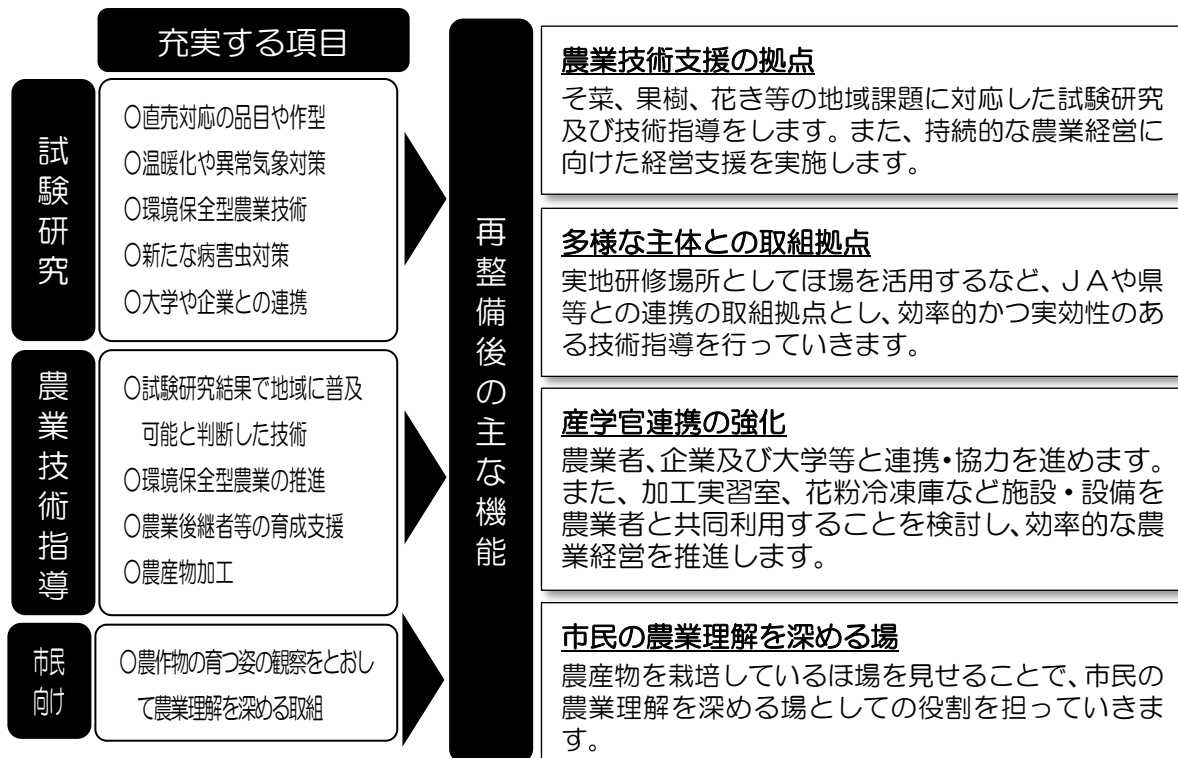 充実する項目
試験研究
〇直売対応の品目や作型
〇温暖化や異常気象対策
〇環境保全型農業技術
〇新たな病害虫対策
〇大学や企業との連携
農業技術指導
〇試験研究結果で地域に普及
可能と判断した技術
〇環境保全型農業の推進
〇農業後継者等の育成支援
〇農産物加工
市民
向け
〇農作物の育つ姿の観察をとおし
て農業理解を深める取組
再整備後の主な機能
農業技術支援の拠点
そ菜、果樹、花き等の地域課題に対応した試験研究
及び技術指導をします。また、持続的な農業経営に
向けた経営支援を実施します。
多様な主体との取組拠点
実地研修場所としてほ場を活用するなど、ＪＡや県
等との連携の取組拠点とし、効率的かつ実効性のあ
る技術指導を行っていきます。
産学官連携の強化
農業者、企業及び大学等と連携・協力を進めます。
また、加工実習室、花粉冷凍庫など施設・設備を
農業者と共同利用することを検討し、効率的な農
業経営を推進します。
市民の農業理解を深める場
農産物を栽培しているほ場を見せることで、市民の
農業理解を深める場としての役割を担っていきま
す。